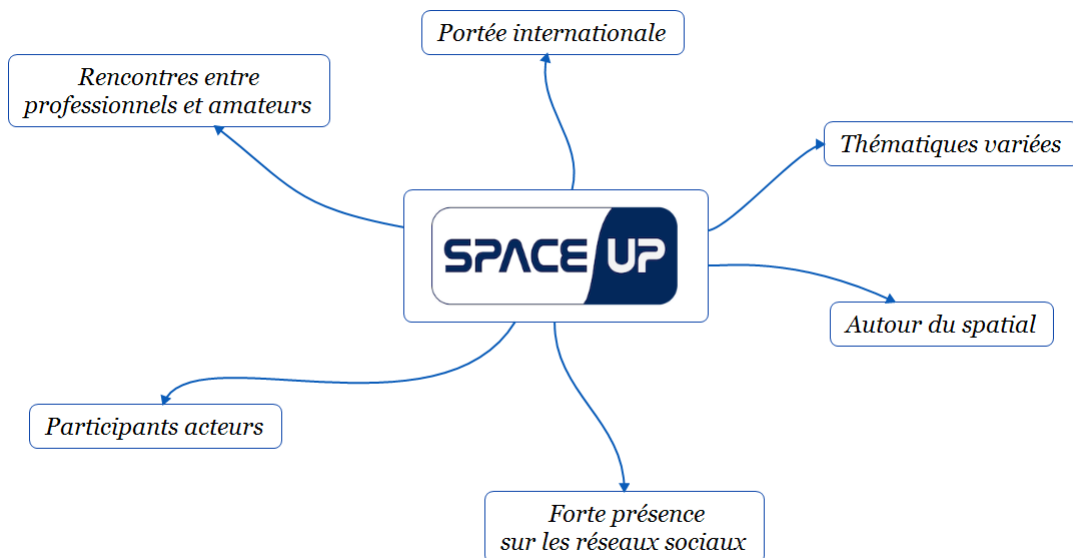 Portée internationale
Rencontres entre
professionnels et amateurs
Thématiques variées
SPACE UP
Autour du spatial
Participants acteurs
Forte présence
sur les réseaux sociaux